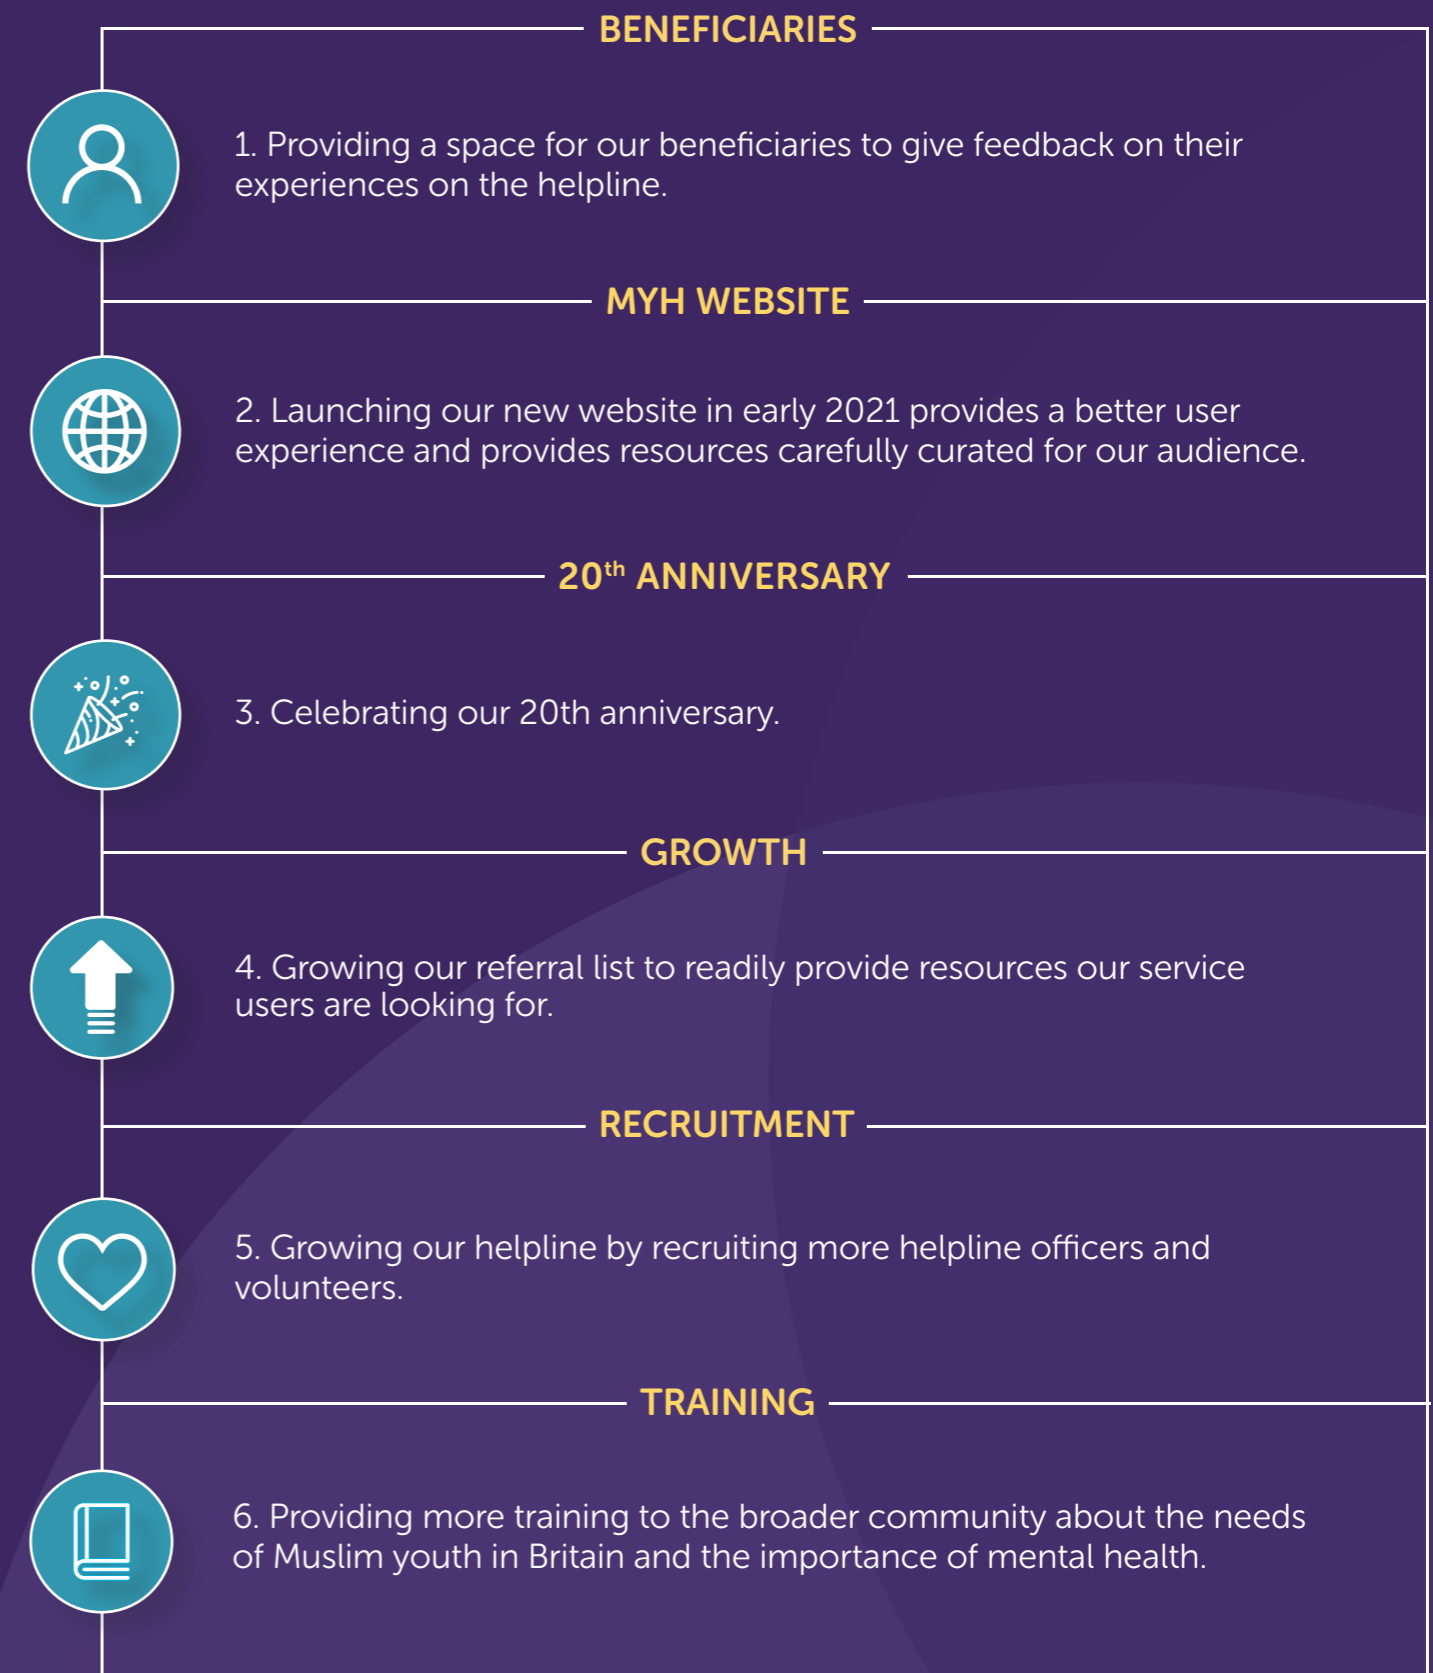 BENEFICIARIES
1. Providing a space for our beneficiaries to give feedback on their
experiences on the helpline.
MYH WEBSITE
2. Launching our new website in early 2021 provides a better user
experience and provides resources carefully curated for our audience.
20th ANNIVERSARY
3. Celebrating our 20th anniversary.
GROWTH
4. Growing our referral list to readily provide resources our service
users are looking for.
RECRUITMENT
5. Growing our helpline by recruiting more helpline officers and
volunteers.
TRAINING
6. Providing more training to the broader community about the needs
of Muslim youth in Britain and the importance of mental health.